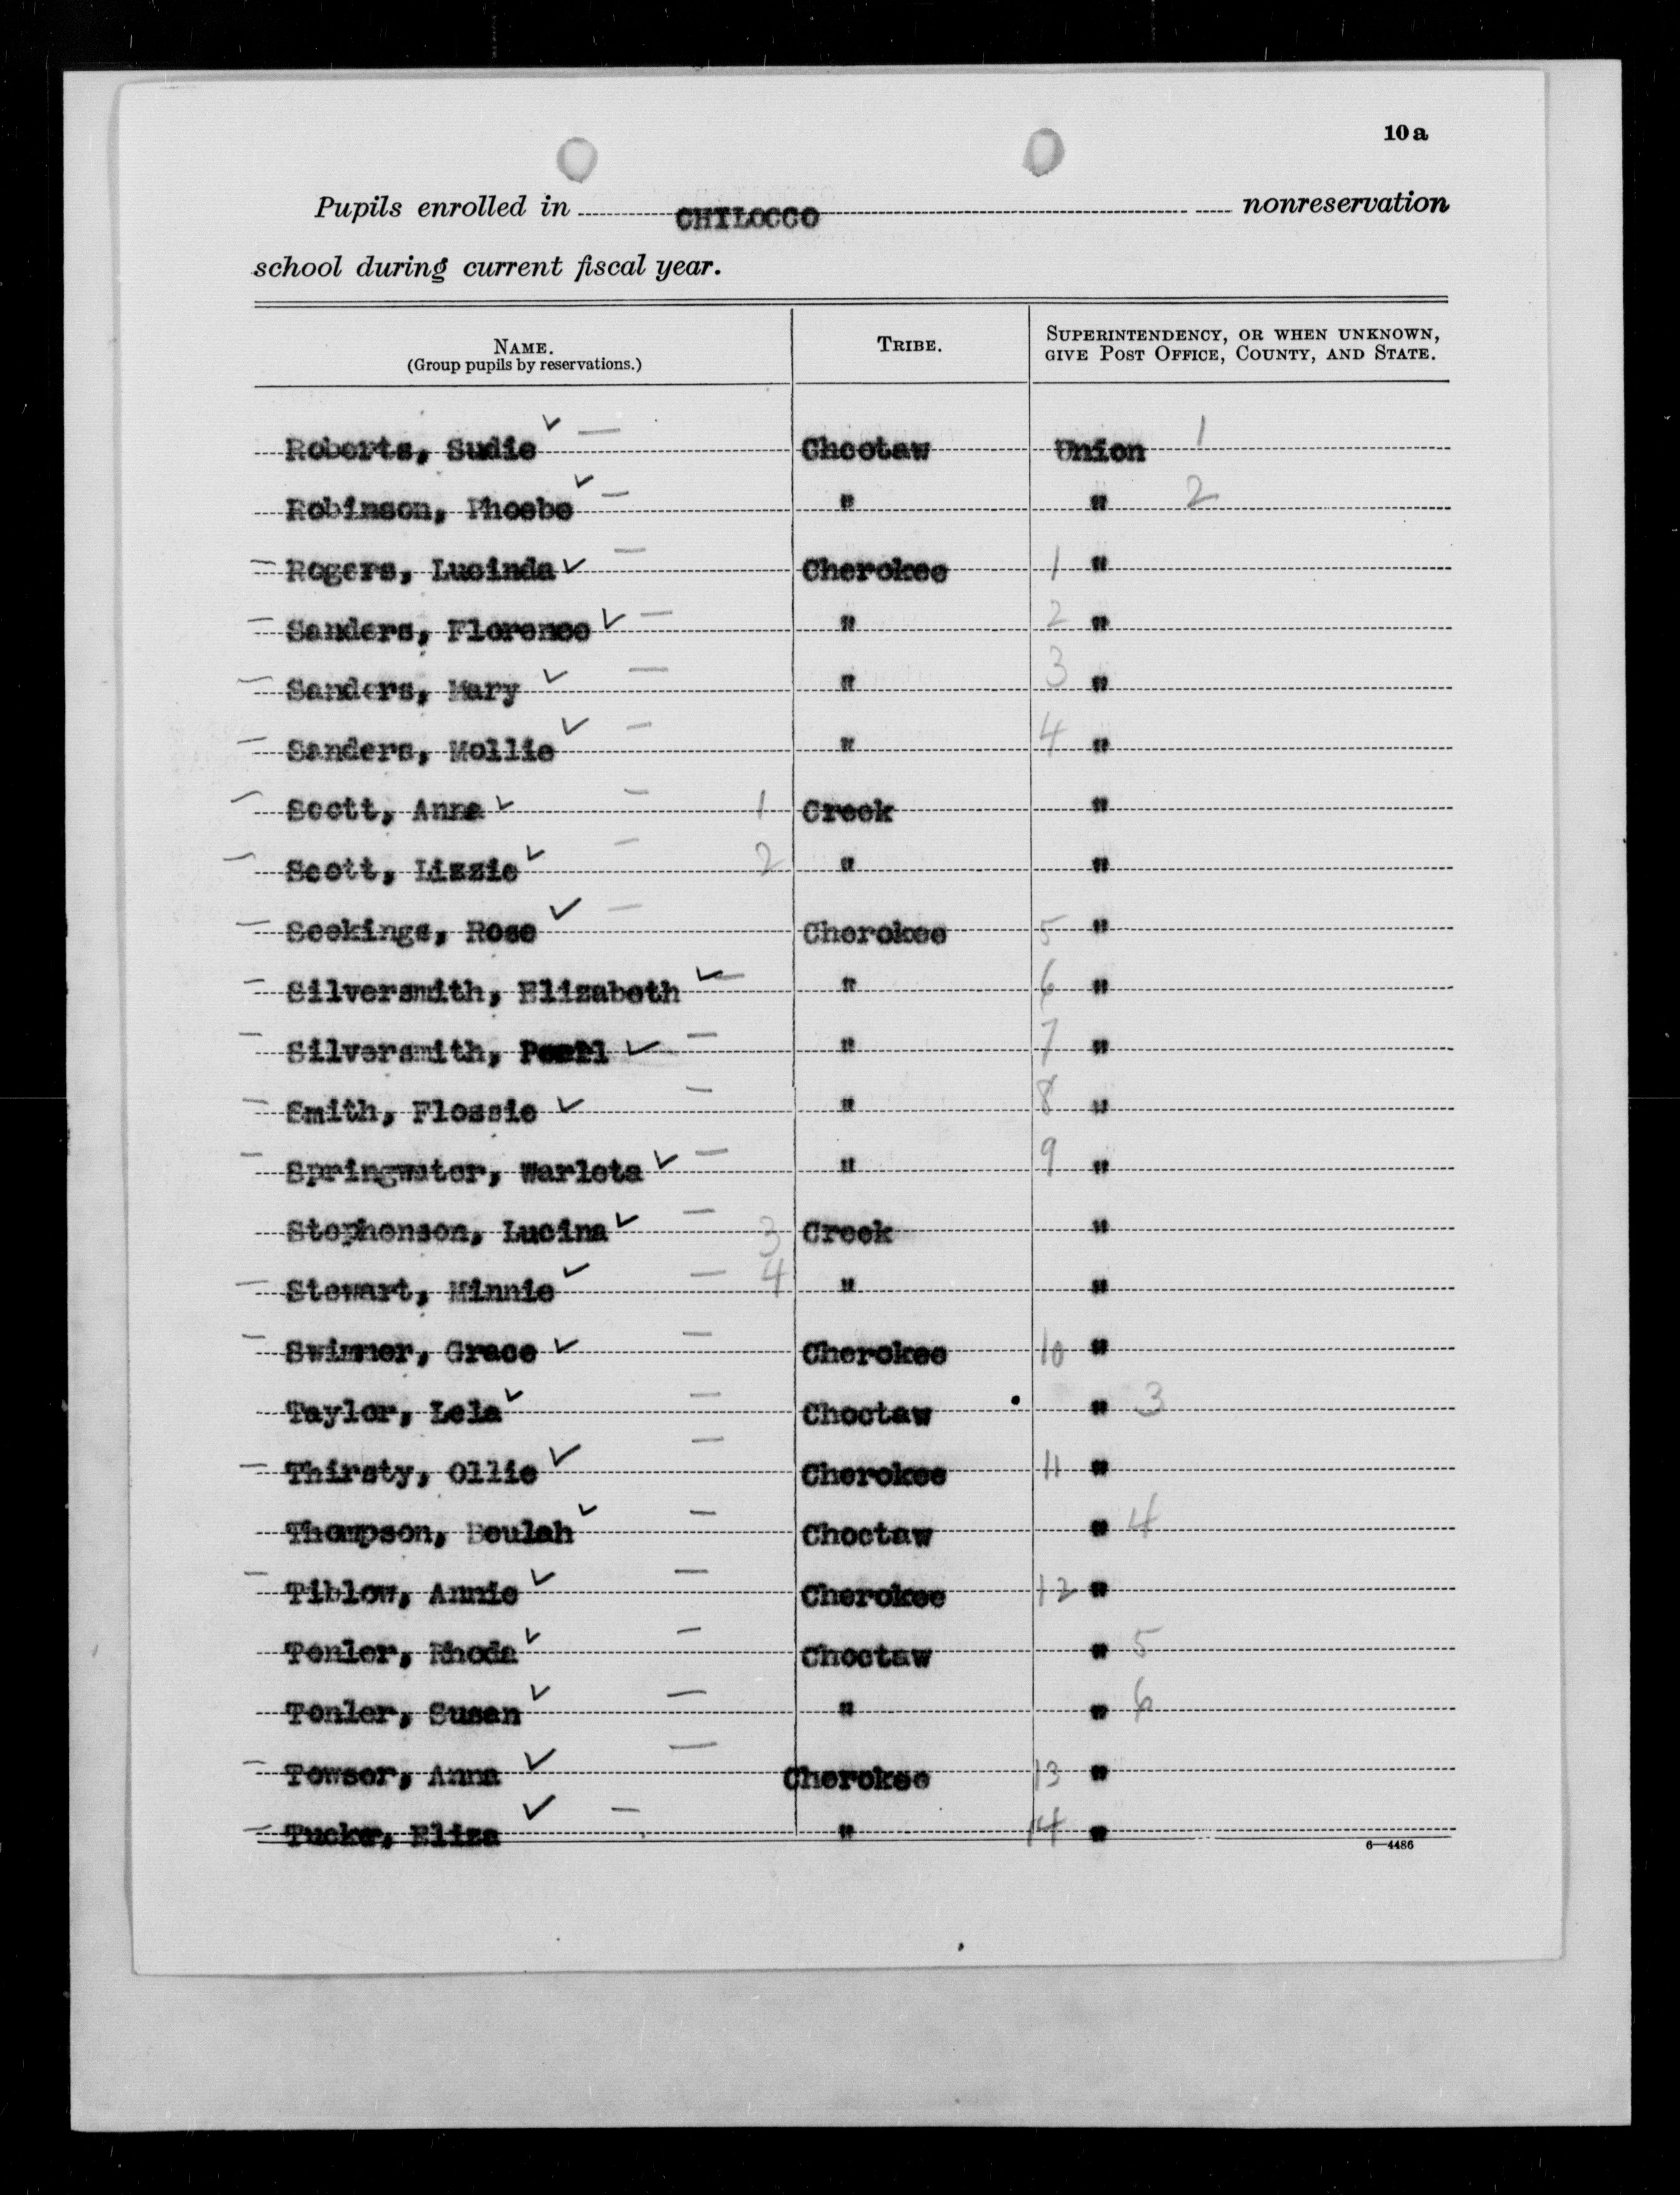 10 a
Pupils enrolled in CHILOCCO nonreservation
school during current fiscal year.
NAME. TRIBE. SUPERINTENDENCY, OR WHEN UNKNOWN,
(Group pupils by reservations.) GIVE POST OFFICE, COUNTY, AND STATE.
Roberts, Sudie ✓ — Choctaw Union 1
Robinson, Phoebe ✓ — " " 2
— Rogers, Lucinda ✓ — Cherokee 1 "
— Sanders, Florence ✓ — " 2 "
— Sanders, Mary ✓ — " 3 "
— Sanders, Mollie ✓ — " 4 "
— Scott, Anna ✓ — 1 Creek "
— Scott, Lizzie ✓ — 2 " "
— Seekings, Rose ✓ — Cherokee 5 "
— Silversmith, Elizabeth ✓ — " 6 "
— Silversmith, Pearl ✓ — " 7 "
— Smith, Flossie ✓ — " 8 "
— Springwater, Warleta ✓ — " 9 "
Stephenson, Lucina ✓ — 3 Creek "
— Stewart, Minnie ✓ — 4 " "
— Swimmer, Grace ✓ — Cherokee 10 "
Taylor, Lela ✓ — Choctaw " 3
— Thirsty, Ollie ✓ — Cherokee 11 "
Thompson, Beulah ✓ — Choctaw " 4
— Tiblow, Annie ✓ — Cherokee 12 "
Tonler, Rhoda ✓ — Choctaw " 5
Tonler, Susan ✓ — " " 6
— Towser, Anna ✓ — Cherokee 13 "
— Tucker, Eliza ✓ — " 14 "
6—4486